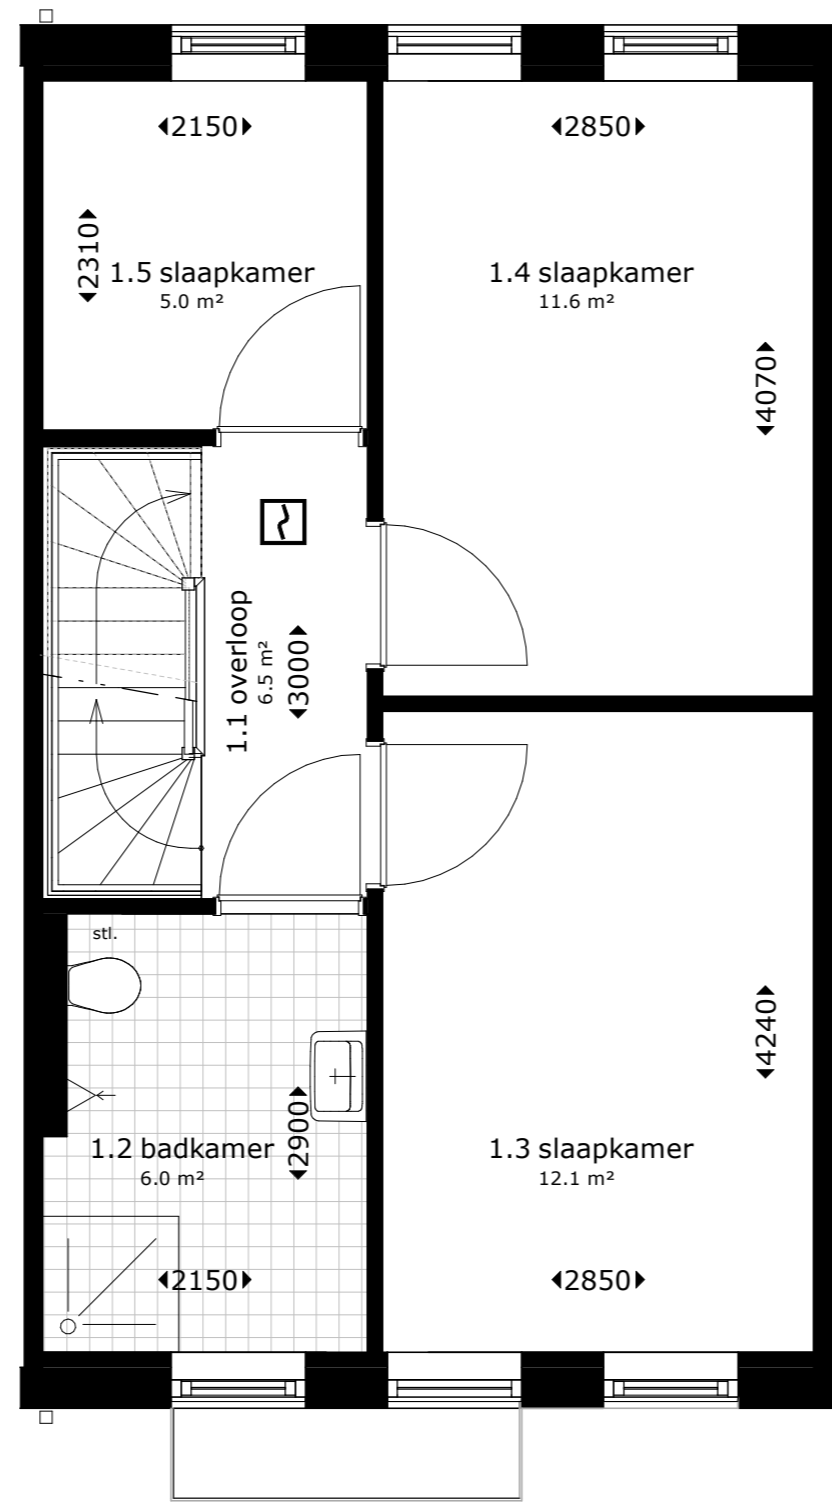 2150
2850
2310
1.5 slaapkamer
5.0 m²
1.4 slaapkamer
11.6 m²
4070
1.1 overloop
6.5 m²
3000
stl.
4240
1.2 badkamer
6.0 m²
2900
1.3 slaapkamer
12.1 m²
2150
2850